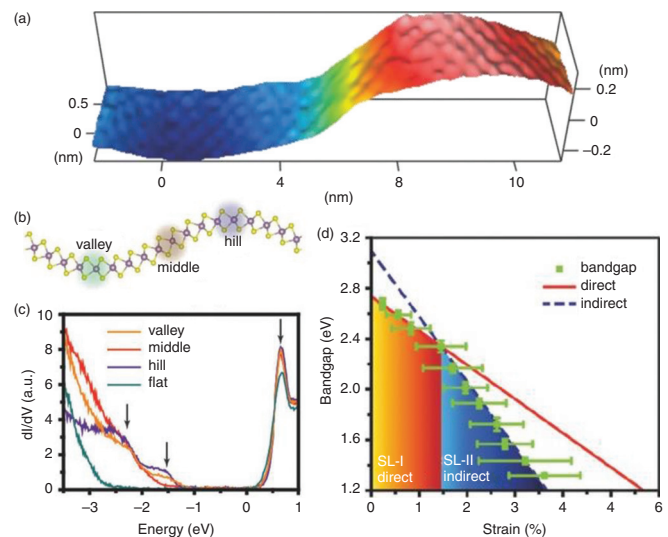 (a)
(nm)
0.5
0.2
0
0
(nm)
−0.2
0
4
8
10
(nm)
(b)
valley
middle
hill
(c)
10
8
6
4
2
0
dI/dV (a.u.)
valley
middle
hill
flat
−3
−2
−1
0
1
Energy (eV)
(d)
3.2
2.8
2.4
2.0
1.6
1.2
Bandgap (eV)
bandgap
direct
indirect
SL-I
direct
SL-II
indirect
0
1
2
3
4
5
6
Strain (%)